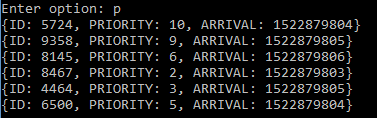 Enter option: p
{ID: 5724, PRIORITY: 10, ARRIVAL: 1522879804}
{ID: 9358, PRIORITY: 9, ARRIVAL: 1522879805}
{ID: 8145, PRIORITY: 6, ARRIVAL: 1522879806}
{ID: 8467, PRIORITY: 2, ARRIVAL: 1522879803}
{ID: 4464, PRIORITY: 3, ARRIVAL: 1522879805}
{ID: 6500, PRIORITY: 5, ARRIVAL: 1522879804}